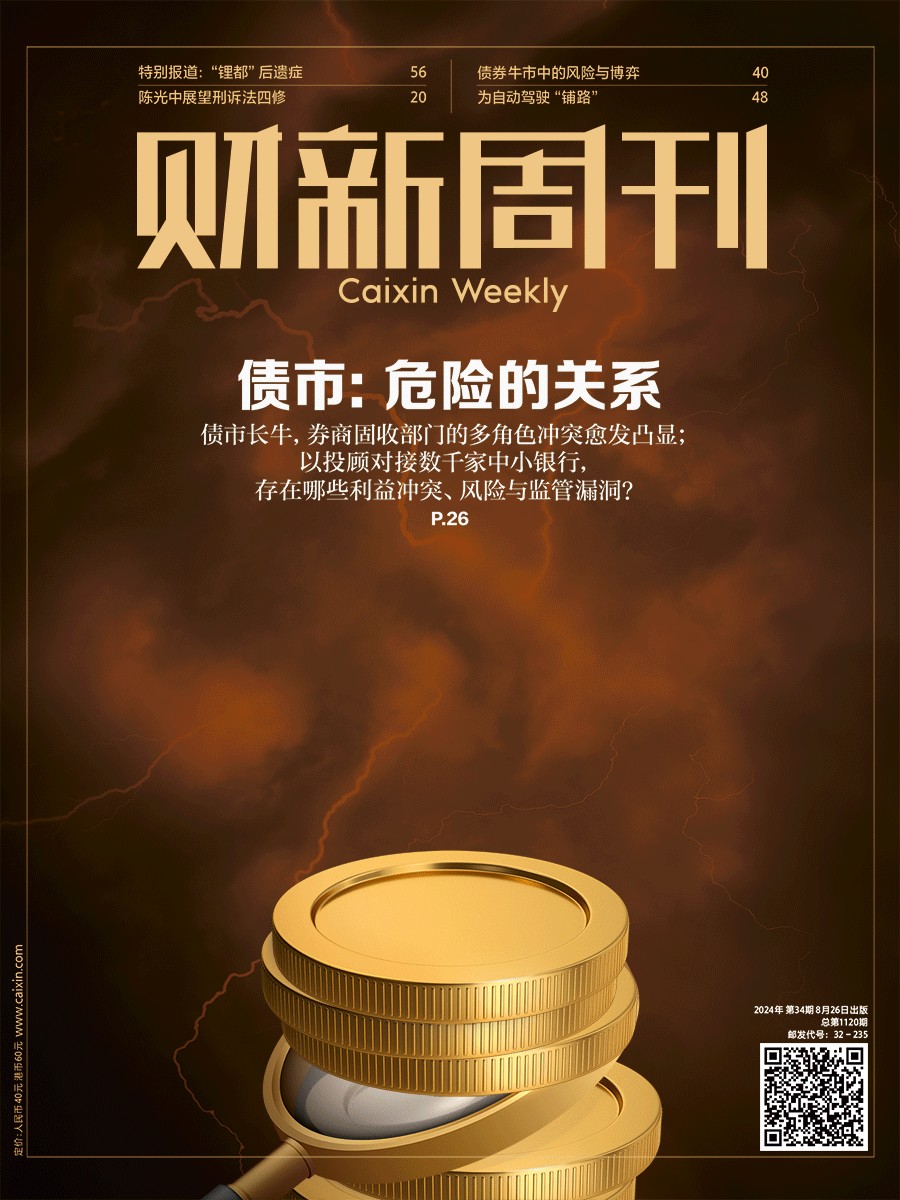 特别报道：“锂都”后遗症 56
陈光中展望刑诉法四修 20
债券牛市中的风险与博弈 40
为自动驾驶“铺路” 48
财新周刊
Caixin Weekly
债市：危险的关系
债市长牛，券商固收部门的多角色冲突愈发凸显；
以投顾对接数千家中小银行，
存在哪些利益冲突、风险与监管漏洞？
P.26
2024年 第34期 8月26日出版
总第1120期
邮发代号：32－235
定价：人民币40元 港币60元 www.caixin.com